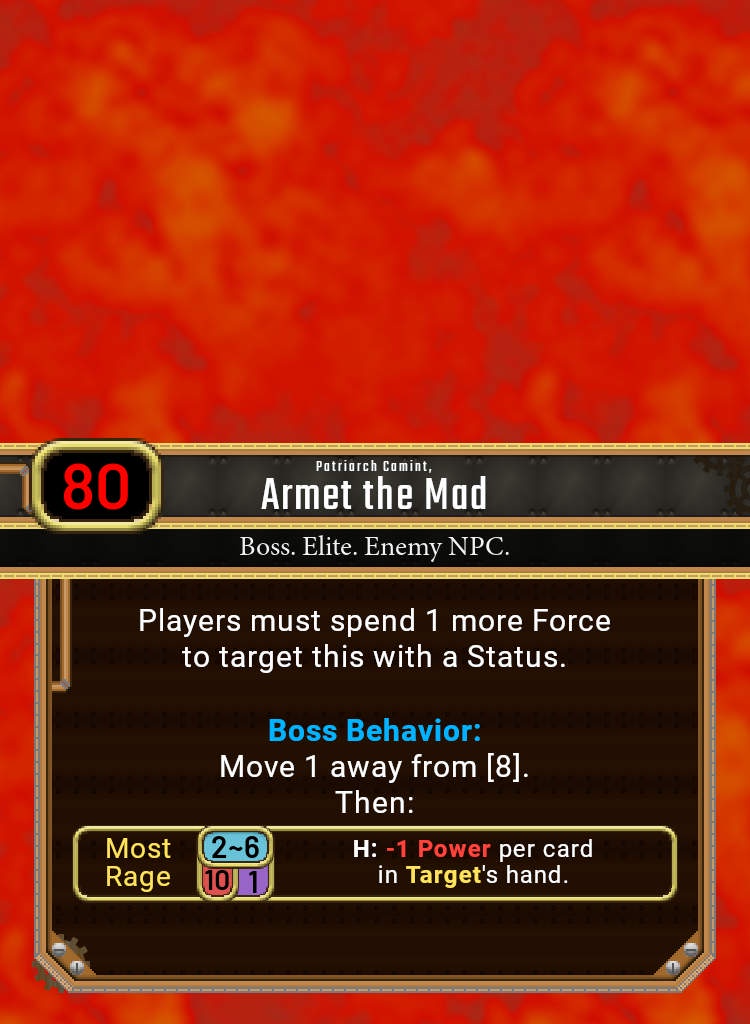 Patriarch Camint,
80
Armet the Mad
Boss. Elite. Enemy NPC.
Players must spend 1 more Force
to target this with a Status.
Boss Behavior:
Move 1 away from [8].
Then:
Most
Rage
2~6
10 1
H: -1 Power per card
in Target's hand.